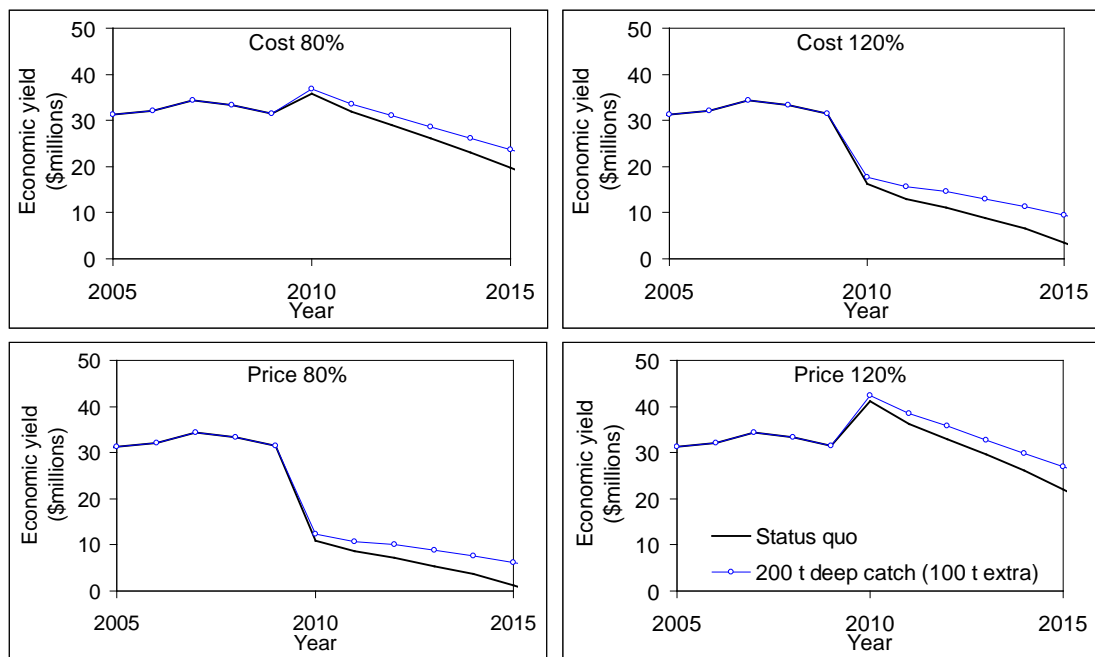 Cost 80%
Economic yield
($millions)
50
40
30
20
10
0
2005
2010
2015
Year
Cost 120%
Economic yield
($millions)
50
40
30
20
10
0
2005
2010
2015
Year
Price 80%
Economic yield
($millions)
50
40
30
20
10
0
2005
2010
2015
Year
Price 120%
Economic yield
($millions)
50
40
30
20
10
0
Status quo
200 t deep catch (100 t extra)
2005
2010
2015
Year